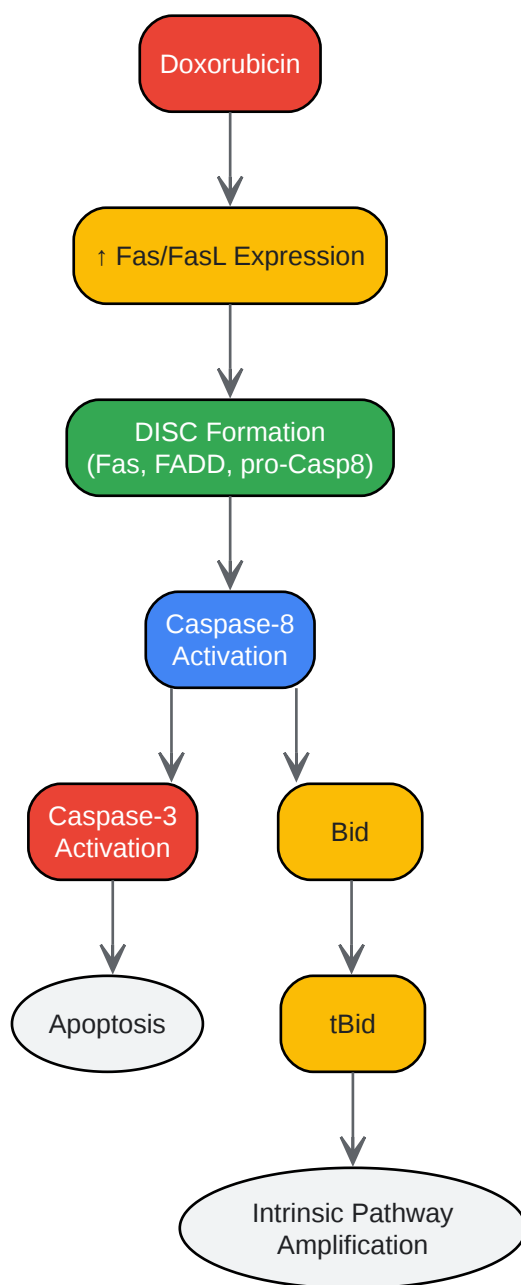 Doxorubicin
↑ Fas/FasL Expression
DISC Formation
(Fas, FADD, pro-Casp8)
Caspase-8
Activation
Caspase-3
Activation
Bid
Apoptosis
tBid
Intrinsic Pathway
Amplification